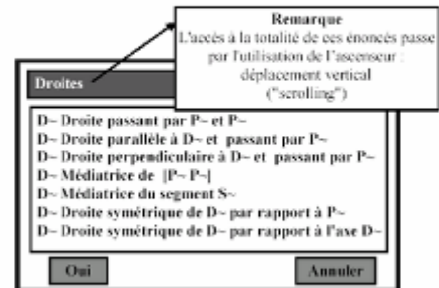 Remarque
L'accès à la totalité de ces énoncés passe
par l'utilisation de l'ascenseur :
déplacement vertical
("scrolling")
Droites
D~ Droite passant par P~ et P~
D~ Droite parallèle à D~ et passant par P~
D~ Droite perpendiculaire à D~ et passant par P~
D~ Médiatrice de [P~ P~]
D~ Médiatrice du segment S~
D~ Droite symétrique de D~ par rapport à P~
D~ Droite symétrique de D~ par rapport à l'axe D~
Oui
Annuler